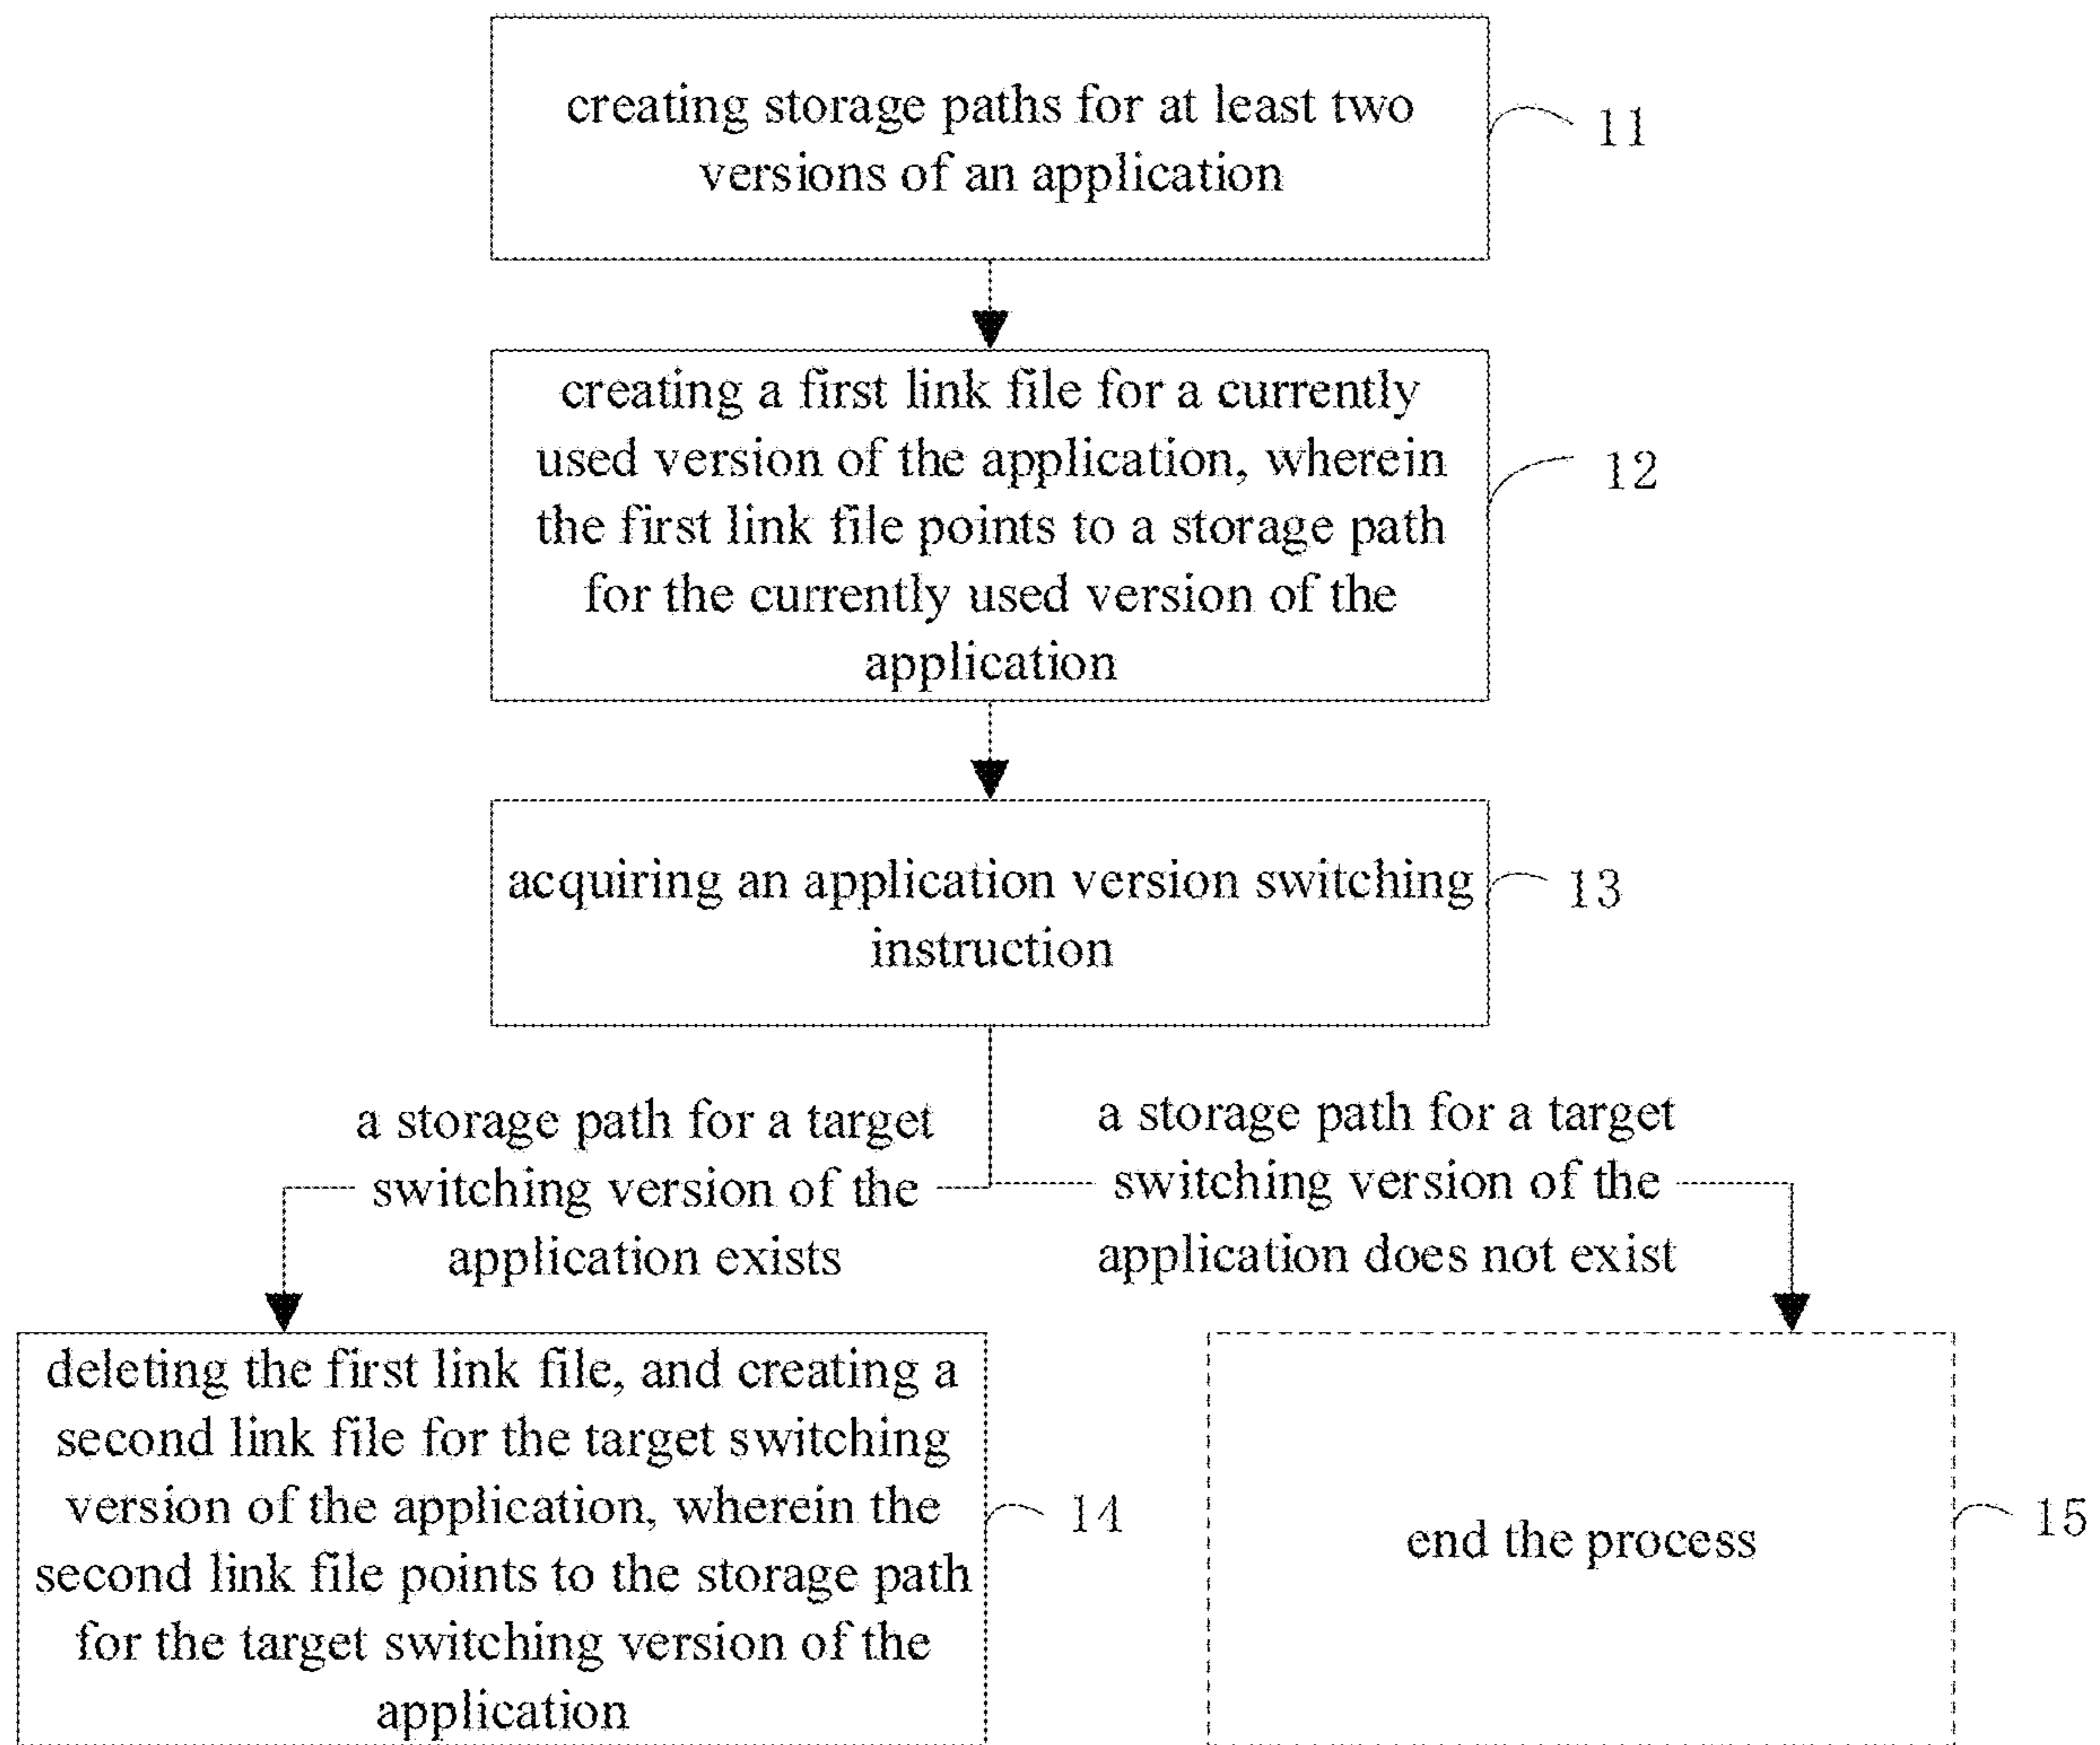 creating storage paths for at least two
versions of an application
11
creating a first link file for a currently
used version of the application, wherein
the first link file points to a storage path
for the currently used version of the
application
12
acquiring an application version switching
instruction
13
a storage path for a target
switching version of the
application exists
a storage path for a target
switching version of the
application does not exist
deleting the first link file, and creating a
second link file for the target switching
version of the application, wherein the
second link file points to the storage path
for the target switching version of the
application
14
end the process
15